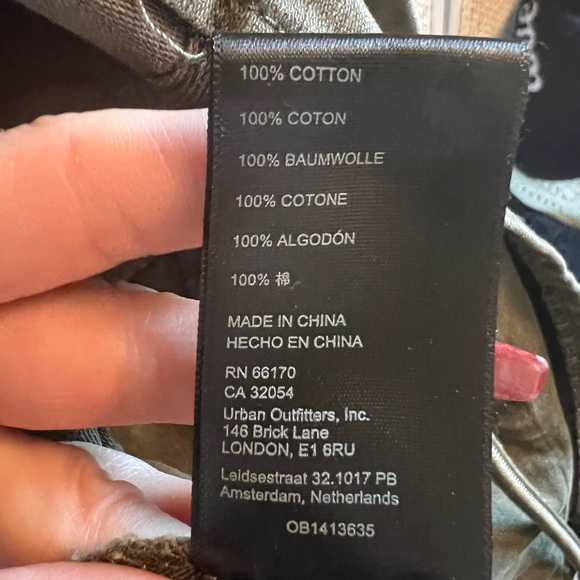 100% COTTON
100% COTON
100% BAUMWOLLE
100% COTONE
100% ALGODÓN
100% 棉
MADE IN CHINA
HECHO EN CHINA
RN 66170
CA 32054
Urban Outfitters, Inc.
146 Brick Lane
LONDON, E1 6RU
Leidsestraat 32.1017 PB
Amsterdam, Netherlands
OB1413635